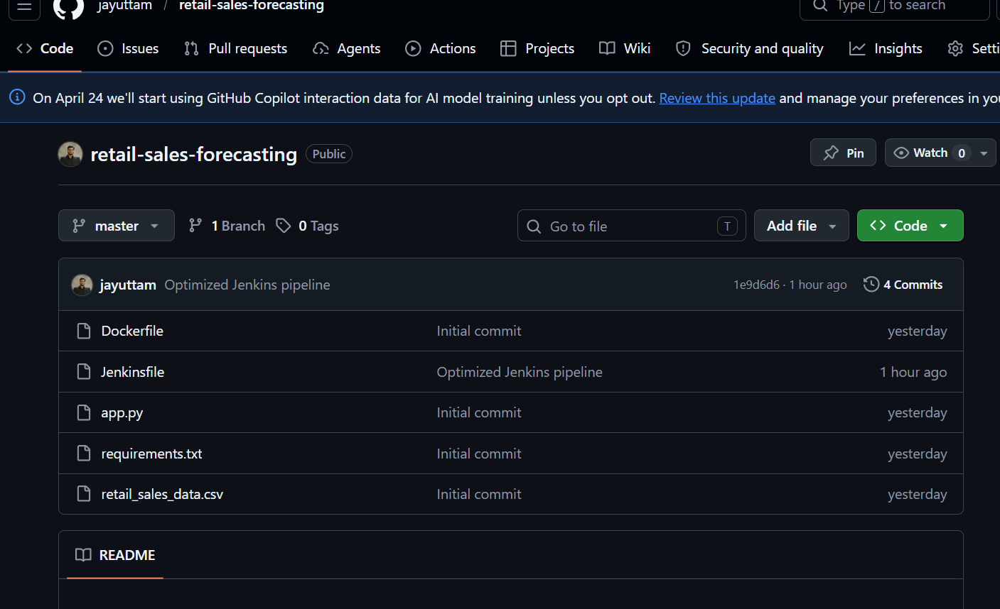 jayuttam / retail-sales-forecasting
Type / to search
Code Issues Pull requests Agents Actions Projects Wiki Security and quality Insights Setti
On April 24 we'll start using GitHub Copilot interaction data for AI model training unless you opt out. Review this update and manage your preferences in you
retail-sales-forecasting Public
Pin
Watch 0
master 1 Branch 0 Tags
Go to file T
Add file
Code
jayuttam Optimized Jenkins pipeline 1e9d6d6 · 1 hour ago 4 Commits
Dockerfile Initial commit yesterday
Jenkinsfile Optimized Jenkins pipeline 1 hour ago
app.py Initial commit yesterday
requirements.txt Initial commit yesterday
retail_sales_data.csv Initial commit yesterday
README